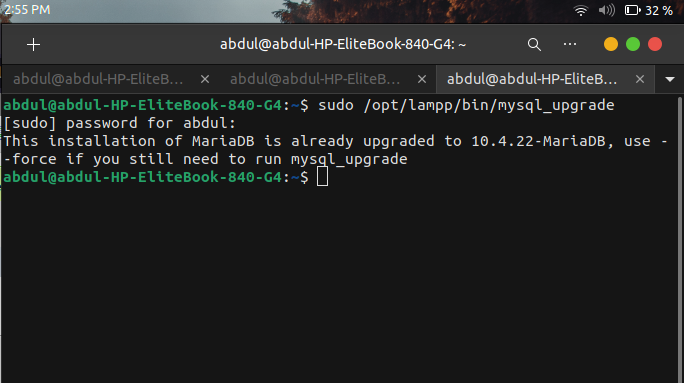 2:55 PM
32 %
abdul@abdul-HP-EliteBook-840-G4: ~
abdul@abdul-HP-EliteB...
abdul@abdul-HP-EliteB...
abdul@abdul-HP-EliteB...
abdul@abdul-HP-EliteBook-840-G4:~$ sudo /opt/lampp/bin/mysql_upgrade
[sudo] password for abdul:
This installation of MariaDB is already upgraded to 10.4.22-MariaDB, use -
-force if you still need to run mysql_upgrade
abdul@abdul-HP-EliteBook-840-G4:~$